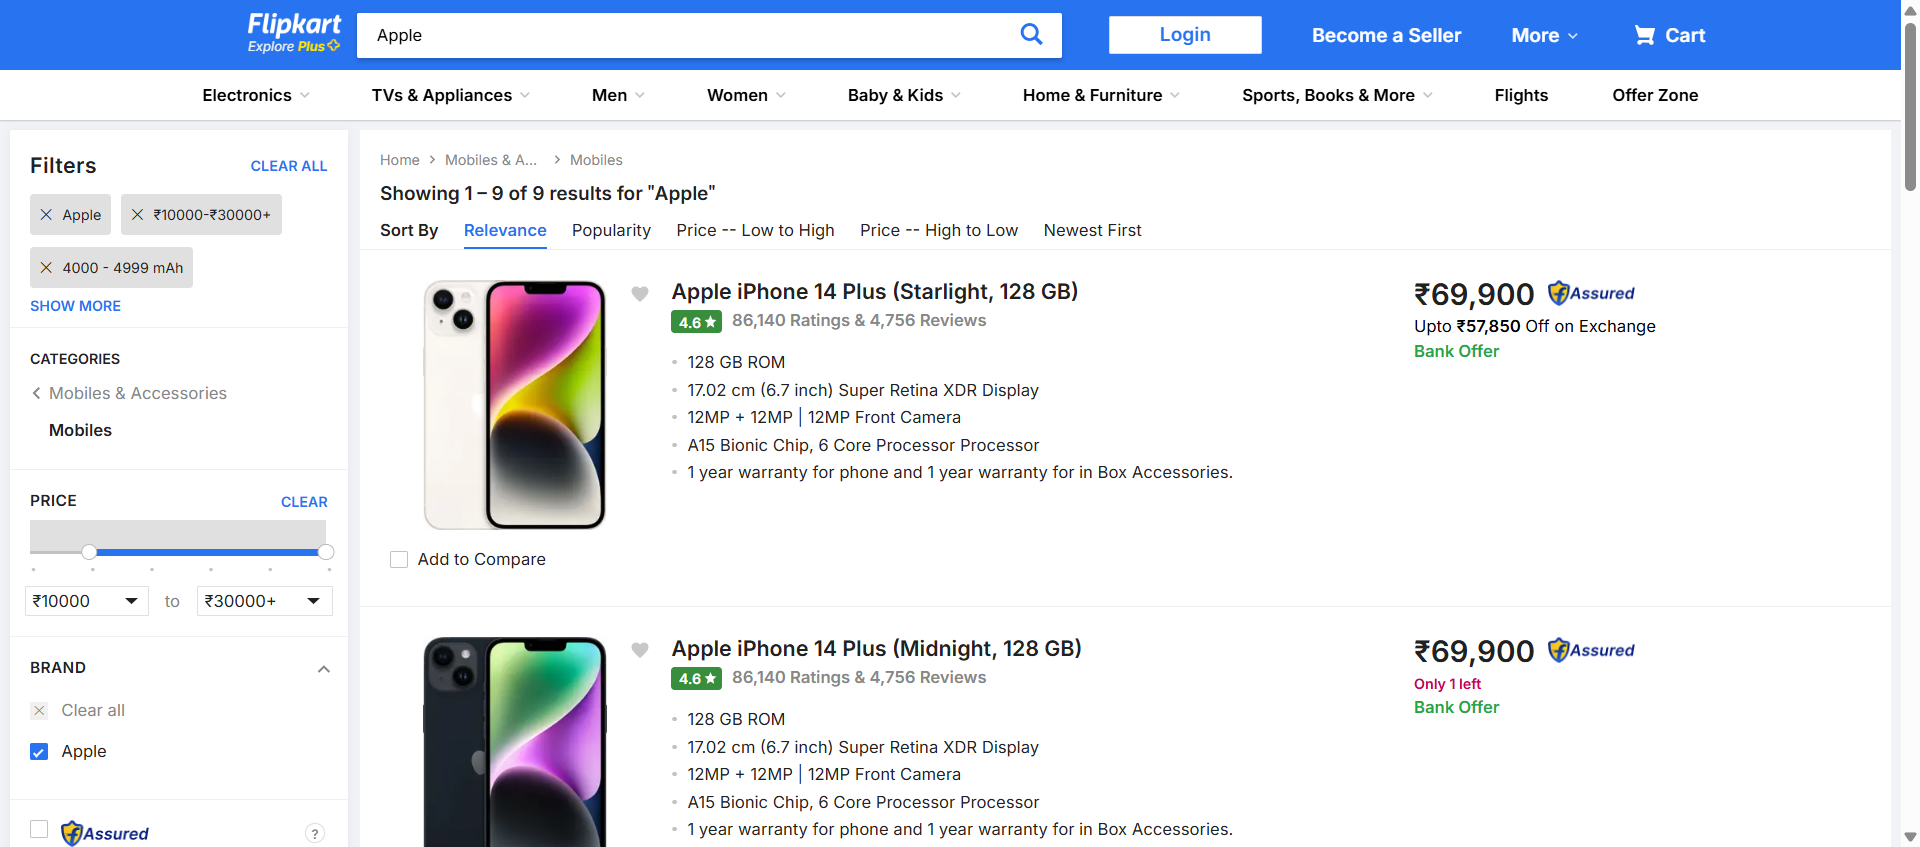 Flipkart
Explore Plus
Apple
Login
Become a Seller
More
Cart
Electronics
TVs & Appliances
Men
Women
Baby & Kids
Home & Furniture
Sports, Books & More
Flights
Offer Zone
Filters
CLEAR ALL
Apple
₹10000-₹30000+
4000 - 4999 mAh
SHOW MORE
CATEGORIES
Mobiles & Accessories
Mobiles
PRICE
CLEAR
₹10000
to
₹30000+
BRAND
Clear all
Apple
Assured
?
Home
Mobiles & A...
Mobiles
Showing 1 – 9 of 9 results for "Apple"
Sort By
Relevance
Popularity
Price -- Low to High
Price -- High to Low
Newest First
Apple iPhone 14 Plus (Starlight, 128 GB)
4.6
86,140 Ratings & 4,756 Reviews
128 GB ROM
17.02 cm (6.7 inch) Super Retina XDR Display
12MP + 12MP | 12MP Front Camera
A15 Bionic Chip, 6 Core Processor Processor
1 year warranty for phone and 1 year warranty for in Box Accessories.
₹69,900
Assured
Upto ₹57,850 Off on Exchange
Bank Offer
Add to Compare
Apple iPhone 14 Plus (Midnight, 128 GB)
4.6
86,140 Ratings & 4,756 Reviews
128 GB ROM
17.02 cm (6.7 inch) Super Retina XDR Display
12MP + 12MP | 12MP Front Camera
A15 Bionic Chip, 6 Core Processor Processor
1 year warranty for phone and 1 year warranty for in Box Accessories.
₹69,900
Assured
Only 1 left
Bank Offer